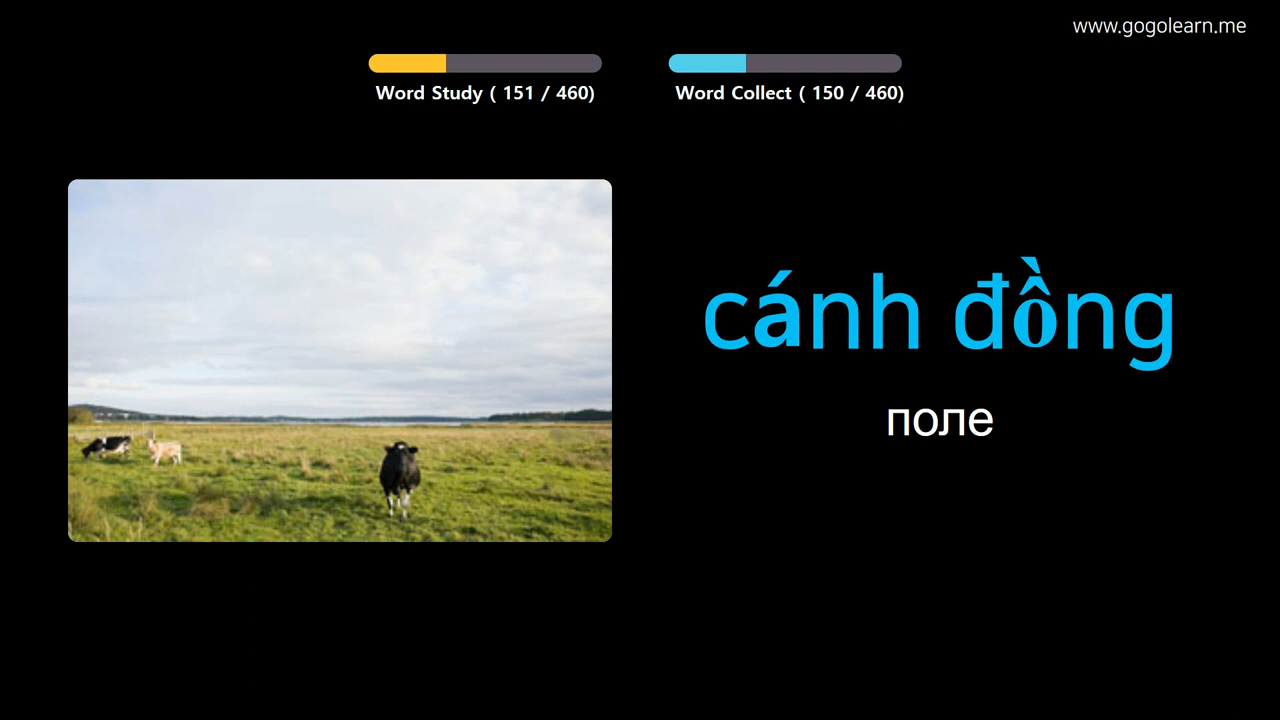 www.gogolearn.me
Word Study ( 151 / 460)
Word Collect ( 150 / 460)
cánh đồng
поле